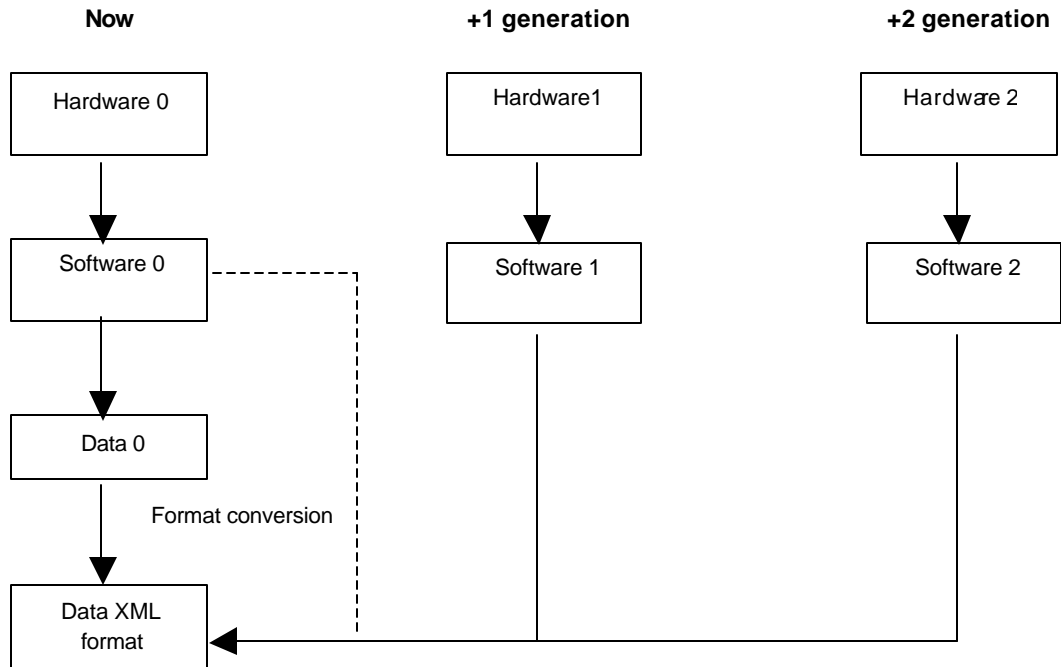 Now
+1 generation
+2 generation
Hardware 0
Hardware1
Hardware 2
Software 0
Software 1
Software 2
Data 0
Format conversion
Data XML
format